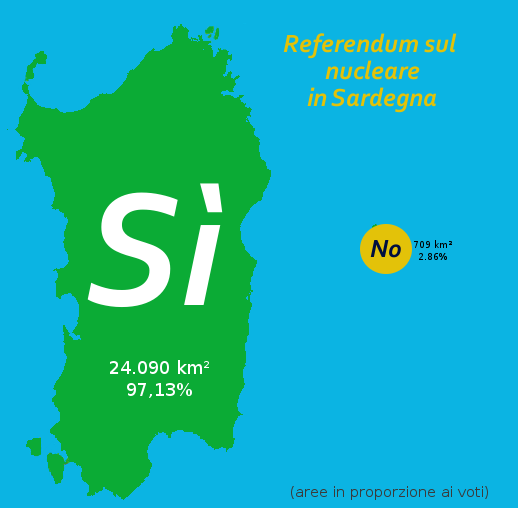 Referendum sul
nucleare
in Sardegna
Sì
24.090 km²
97,13%
No
709 km²
2.86%
(aree in proporzione ai voti)